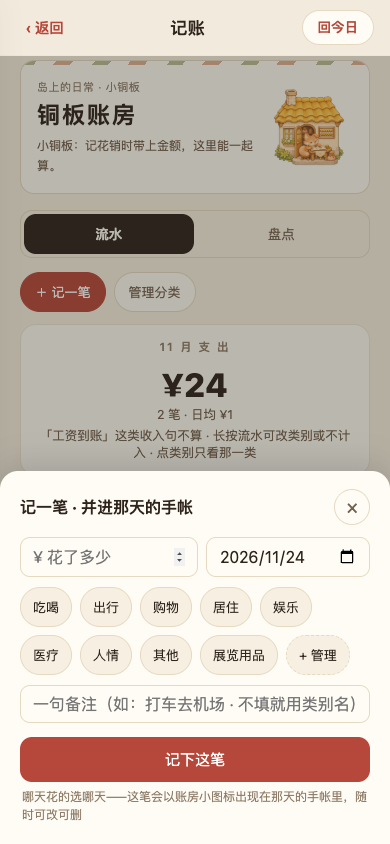 ‹ 返回
记账
回今日
岛上的日常 · 小铜板
铜板账房
小铜板：记花销时带上金额，这里能一起
算。
流水
盘点
＋ 记一笔
管理分类
11 月 支 出
¥24
2 笔 · 日均 ¥1
「工资到账」这类收入句不算 · 长按流水可改类别或不计
入 · 点类别只看那一类
记一笔 · 并进那天的手帐
×
¥ 花了多少
2026/11/24
吃喝
出行
购物
居住
娱乐
医疗
人情
其他
展览用品
+ 管理
一句备注（如：打车去机场 · 不填就用类别名）
记下这笔
哪天花的选哪天——这笔会以账房小图标出现在那天的手帐里，随
时可改可删